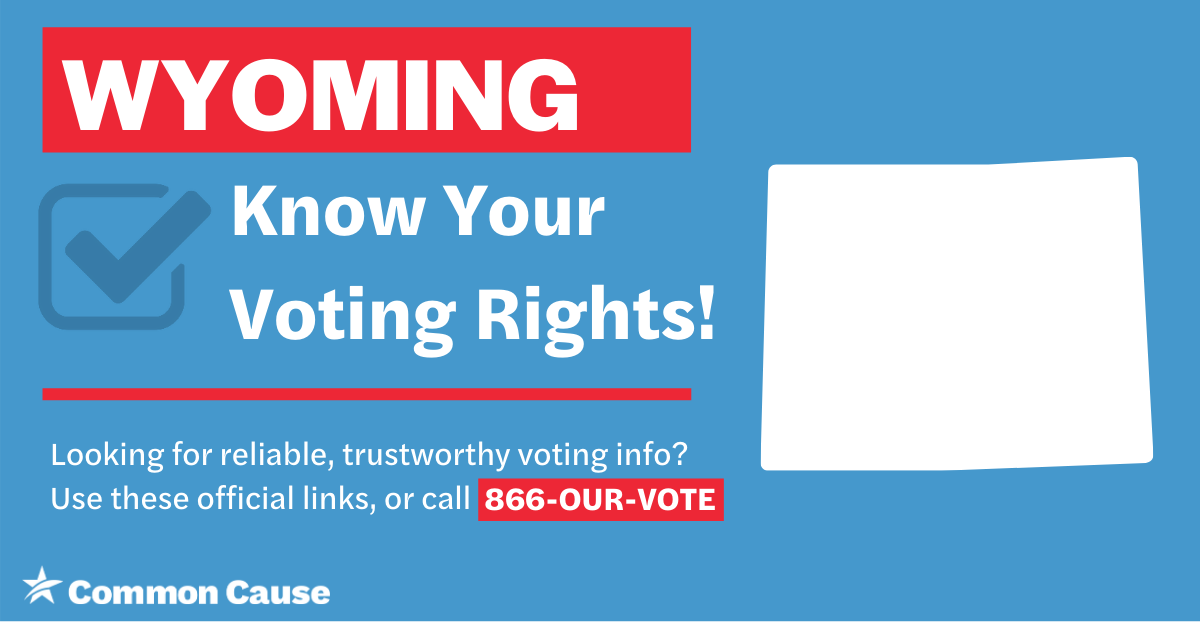 WYOMING
Know Your
Voting Rights!
Looking for reliable, trustworthy voting info?
Use these official links, or call 866-OUR-VOTE
Common Cause